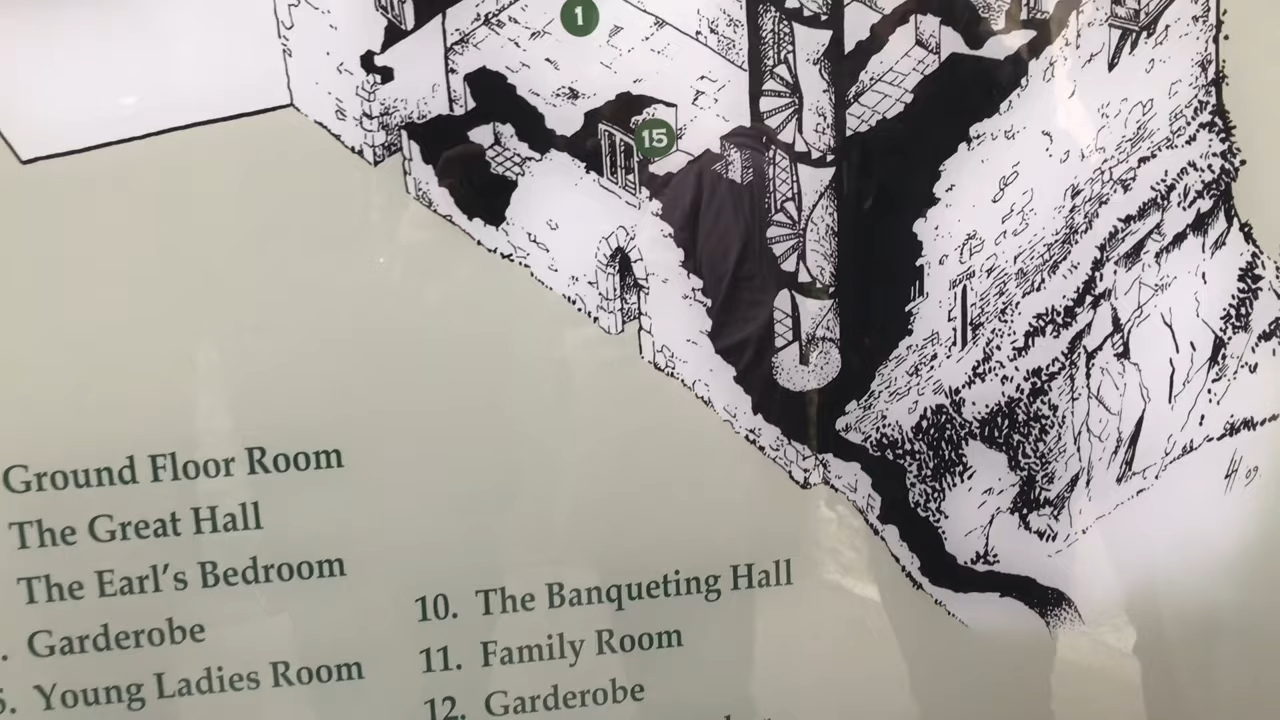 1
15
Ground Floor Room
The Great Hall
The Earl's Bedroom
. Garderobe
5. Young Ladies Room
10. The Banqueting Hall
11. Family Room
12. Garderobe